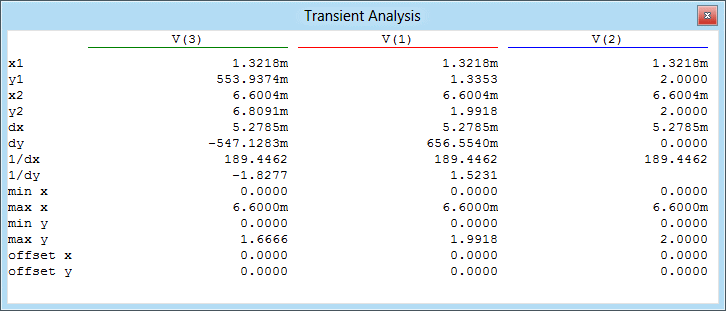 Transient Analysis
x
V(3) V(1) V(2)
x1 1.3218m 1.3218m 1.3218m
y1 553.9374m 1.3353 2.0000
x2 6.6004m 6.6004m 6.6004m
y2 6.8091m 1.9918 2.0000
dx 5.2785m 5.2785m 5.2785m
dy -547.1283m 656.5540m 0.0000
1/dx 189.4462 189.4462 189.4462
1/dy -1.8277 1.5231
min x 0.0000 0.0000 0.0000
max x 6.6000m 6.6000m 6.6000m
min y 0.0000 0.0000 0.0000
max y 1.6666 1.9918 2.0000
offset x 0.0000 0.0000 0.0000
offset y 0.0000 0.0000 0.0000